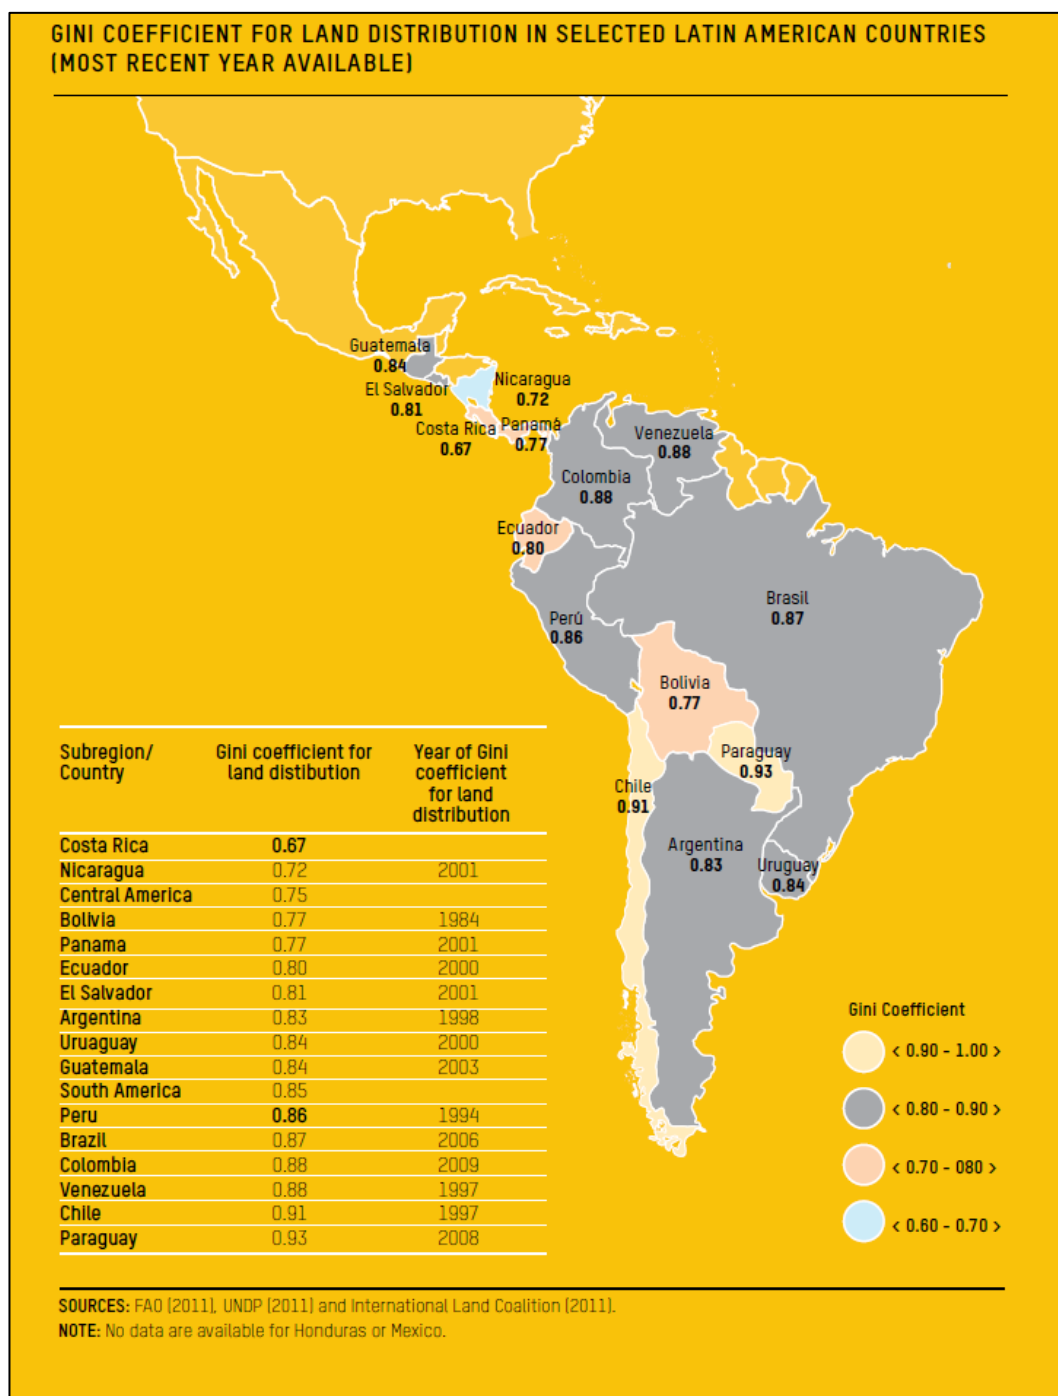 GINI COEFFICIENT FOR LAND DISTRIBUTION IN SELECTED LATIN AMERICAN COUNTRIES
(MOST RECENT YEAR AVAILABLE)
Guatemala
0.84
El Salvador
0.81
Nicaragua
0.72
Costa Rica
0.67
Panamá
0.77
Venezuela
0.88
Colombia
0.88
Ecuador
0.80
Brasil
0.87
Perú
0.86
Bolivia
0.77
Paraguay
0.93
Chile
0.91
Argentina
0.83
Uruguay
0.84
Subregion/ Gini coefficient for Year of Gini
Country land distibution coefficient
for land
distribution
Costa Rica 0.67
Nicaragua 0.72 2001
Central America 0.75
Bolivia 0.77 1984
Panama 0.77 2001
Ecuador 0.80 2000
El Salvador 0.81 2001
Argentina 0.83 1998
Uruaguay 0.84 2000
Guatemala 0.84 2003
South America 0.85
Peru 0.86 1994
Brazil 0.87 2006
Colombia 0.88 2009
Venezuela 0.88 1997
Chile 0.91 1997
Paraguay 0.93 2008
Gini Coefficient
< 0.90 - 1.00 >
< 0.80 - 0.90 >
< 0.70 - 080 >
< 0.60 - 0.70 >
SOURCES: FAO (2011), UNDP (2011) and International Land Coalition (2011).
NOTE: No data are available for Honduras or Mexico.